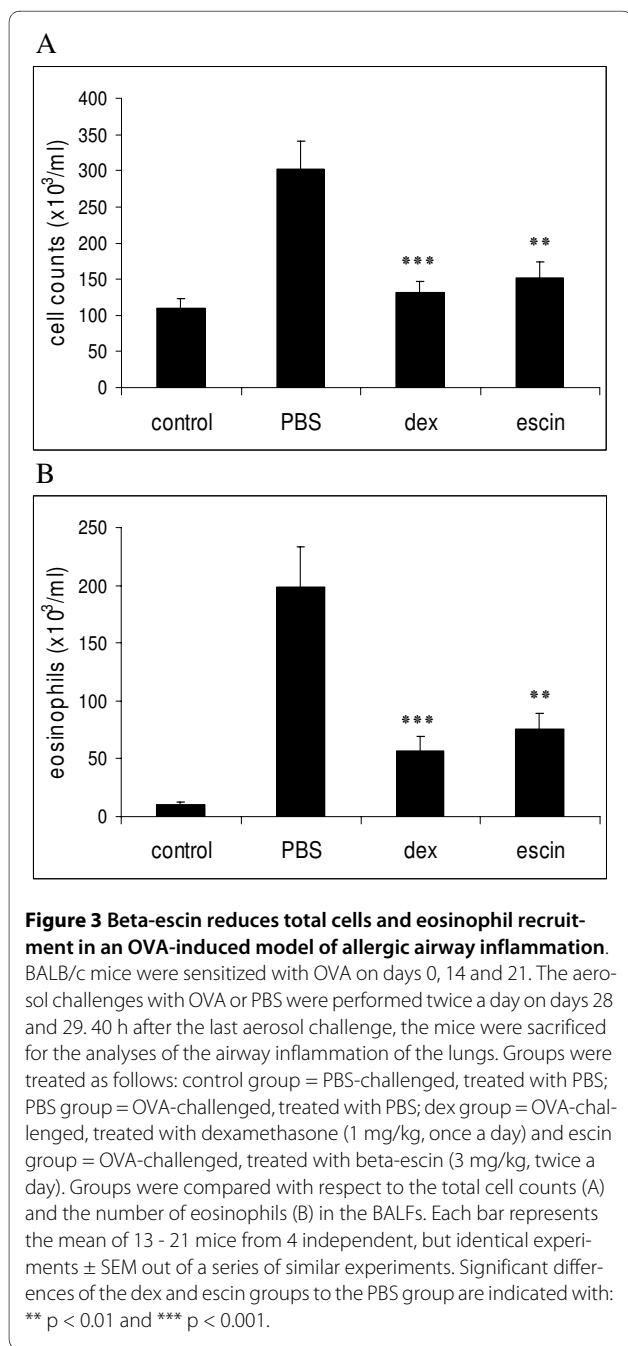 A
400
350
300
250
200
150
100
50
0
cell counts (x10³/ml)
***
**
control PBS dex escin
B
250
200
150
100
50
0
eosinophils (x10³/ml)
***
**
control PBS dex escin
Figure 3 Beta-escin reduces total cells and eosinophil recruit-
ment in an OVA-induced model of allergic airway inflammation.
BALB/c mice were sensitized with OVA on days 0, 14 and 21. The aero-
sol challenges with OVA or PBS were performed twice a day on days 28
and 29. 40 h after the last aerosol challenge, the mice were sacrificed
for the analyses of the airway inflammation of the lungs. Groups were
treated as follows: control group = PBS-challenged, treated with PBS;
PBS group = OVA-challenged, treated with PBS; dex group = OVA-chal-
lenged, treated with dexamethasone (1 mg/kg, once a day) and escin
group = OVA-challenged, treated with beta-escin (3 mg/kg, twice a
day). Groups were compared with respect to the total cell counts (A)
and the number of eosinophils (B) in the BALFs. Each bar represents
the mean of 13 - 21 mice from 4 independent, but identical experi-
ments ± SEM out of a series of similar experiments. Significant differ-
ences of the dex and escin groups to the PBS group are indicated with:
** p < 0.01 and *** p < 0.001.